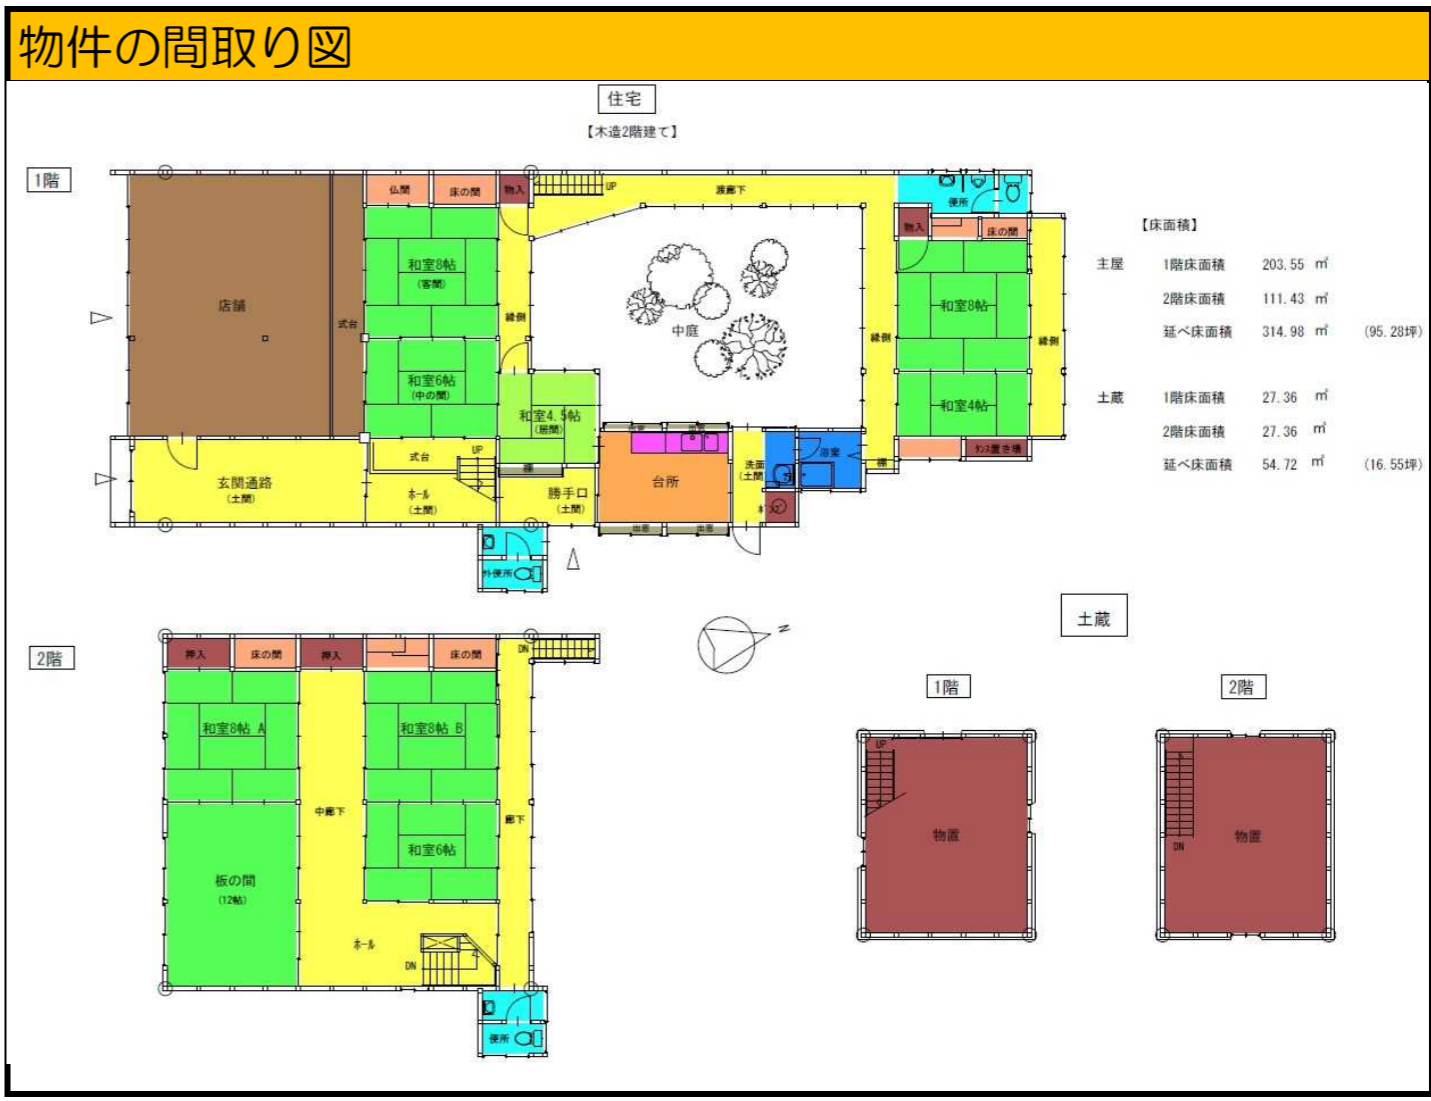 物件の間取り図
住宅
【木造2階建て】
1階
仏間
床の間
物入
UP
渡廊下
便所
物入
床の間
店舗
式台
和室8帖
(客間)
縁側
中庭
縁側
和室8帖
縁側
和室6帖
(中の間)
和室4.5帖
(居間)
和室4帖
出窓
出窓
式台
UP
棚
台所
洗面
(土間)
浴室
棚
タンス置き場
玄関通路
(土間)
ホール
(土間)
勝手口
(土間)
ポンプ
出窓
出窓
外便所
【床面積】
主屋 1階床面積 203.55 ㎡
2階床面積 111.43 ㎡
延べ床面積 314.98 ㎡ (95.28坪)
土蔵 1階床面積 27.36 ㎡
2階床面積 27.36 ㎡
延べ床面積 54.72 ㎡ (16.55坪)
2階
押入
床の間
押入
床の間
DN
和室8帖 A
和室8帖 B
中廊下
廊下
和室6帖
板の間
(12帖)
ホール
DN
便所
N
土蔵
1階
2階
UP
物置
DN
物置